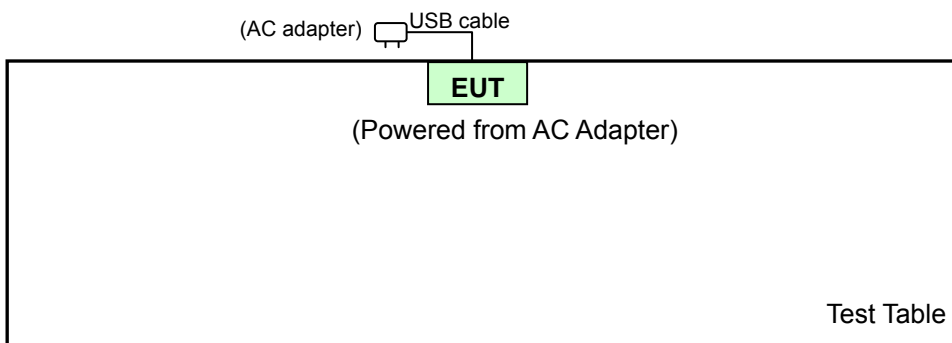 (AC adapter) USB cable
EUT
(Powered from AC Adapter)
Test Table